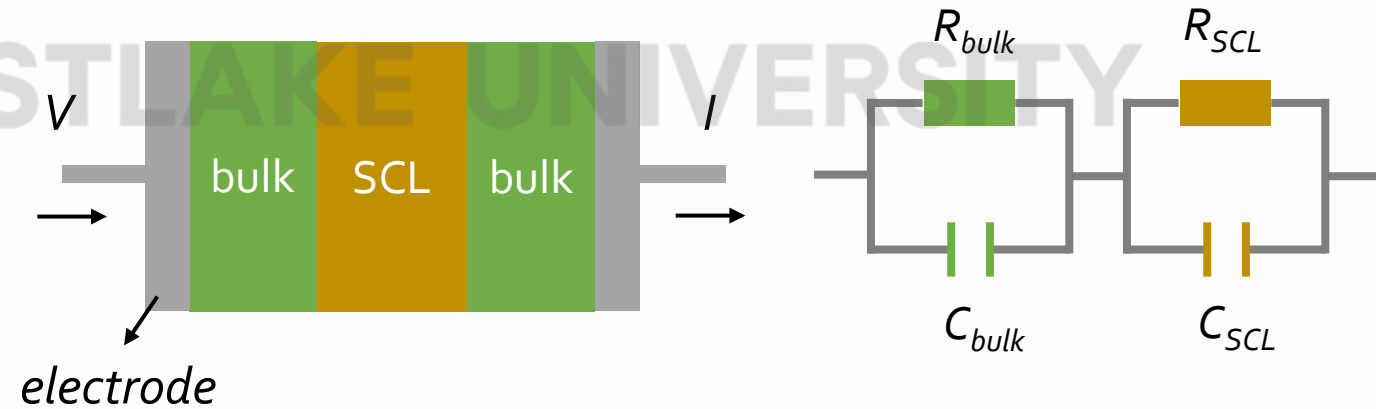 STLAKE UNIVERSITY
V
I
bulk
SCL
bulk
electrode
R_bulk
R_SCL
C_bulk
C_SCL